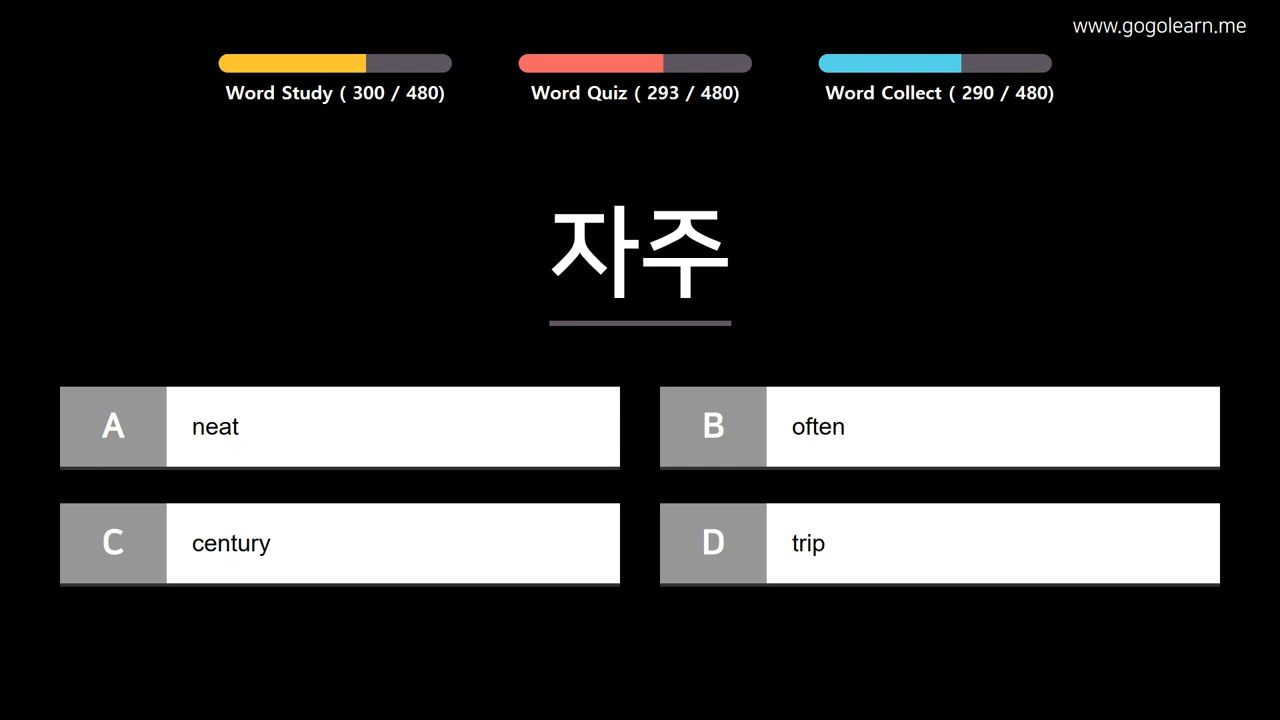 www.gogolearn.me
Word Study ( 300 / 480)
Word Quiz ( 293 / 480)
Word Collect ( 290 / 480)
자주
A neat
B often
C century
D trip